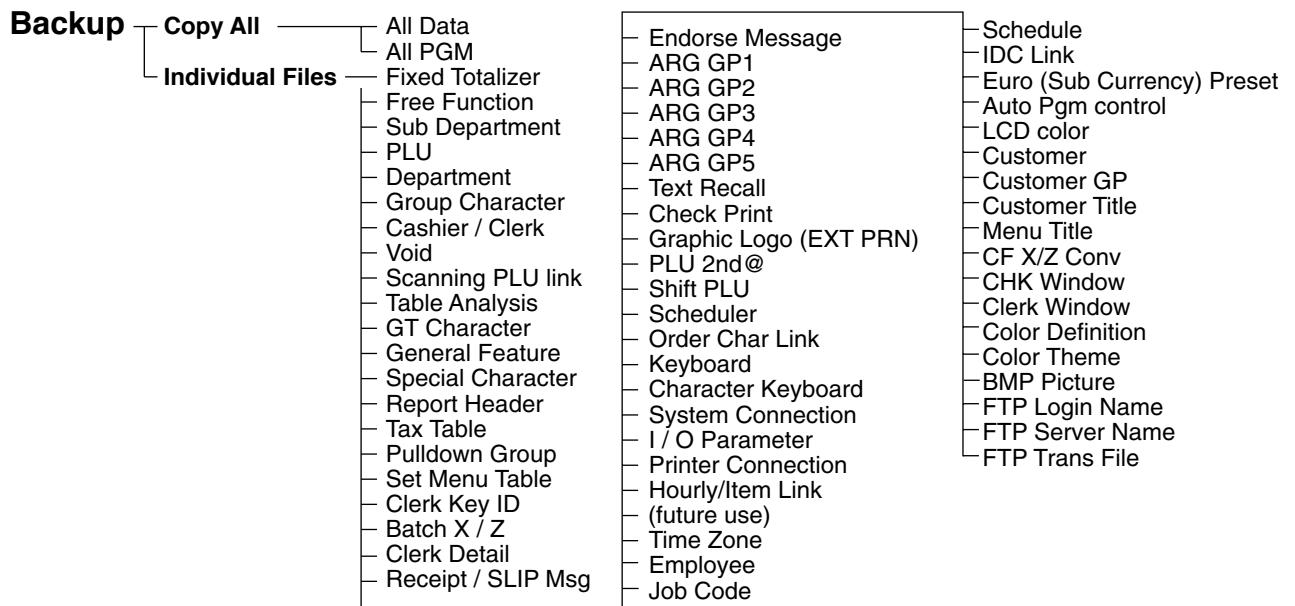 Backup
Copy All
All Data
All PGM
Individual Files
Fixed Totalizer
Free Function
Sub Department
PLU
Department
Group Character
Cashier / Clerk
Void
Scanning PLU link
Table Analysis
GT Character
General Feature
Special Character
Report Header
Tax Table
Pulldown Group
Set Menu Table
Clerk Key ID
Batch X / Z
Clerk Detail
Receipt / SLIP Msg
Endorse Message
ARG GP1
ARG GP2
ARG GP3
ARG GP4
ARG GP5
Text Recall
Check Print
Graphic Logo (EXT PRN)
PLU 2nd@
Shift PLU
Scheduler
Order Char Link
Keyboard
Character Keyboard
System Connection
I / O Parameter
Printer Connection
Hourly/Item Link
(future use)
Time Zone
Employee
Job Code
Schedule
IDC Link
Euro (Sub Currency) Preset
Auto Pgm control
LCD color
Customer
Customer GP
Customer Title
Menu Title
CF X/Z Conv
CHK Window
Clerk Window
Color Definition
Color Theme
BMP Picture
FTP Login Name
FTP Server Name
FTP Trans File